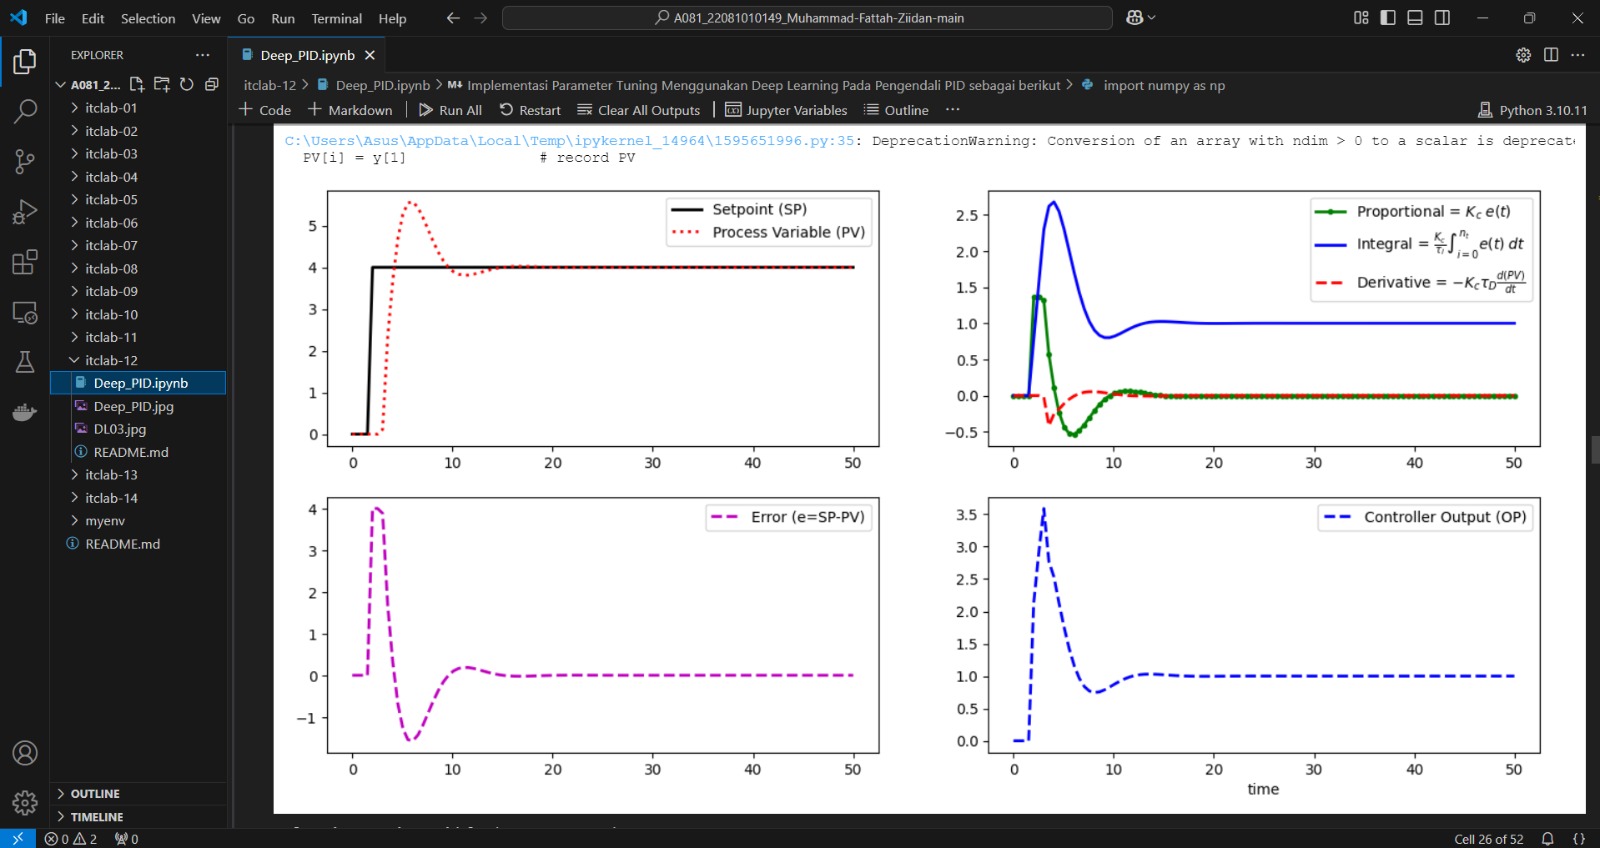 File Edit Selection View Go Run Terminal Help
A081_22081010149_Muhammad-Fattah-Ziidan-main
EXPLORER
A081_2...
itclab-01
itclab-02
itclab-03
itclab-04
itclab-05
itclab-06
itclab-07
itclab-08
itclab-09
itclab-10
itclab-11
itclab-12
Deep_PID.ipynb
Deep_PID.jpg
DL03.jpg
README.md
itclab-13
itclab-14
myenv
README.md
OUTLINE
TIMELINE
Deep_PID.ipynb
itclab-12 > Deep_PID.ipynb > M↓ Implementasi Parameter Tuning Menggunakan Deep Learning Pada Pengendali PID sebagai berikut > import numpy as np
+ Code + Markdown | Run All Restart Clear All Outputs | Jupyter Variables Outline ...
Python 3.10.11
C:\Users\Asus\AppData\Local\Temp\ipykernel_14964\1595651996.py:35: DeprecationWarning: Conversion of an array with ndim > 0 to a scalar is deprecate
PV[i] = y[1] # record PV
Setpoint (SP)
Process Variable (PV)
5
4
3
2
1
0
0 10 20 30 40 50
Proportional = K_c e(t)
Integral = \frac{K_c}{τ_I}∫_{i=0}^{n_t} e(t) dt
Derivative = −K_cτ_D\frac{d(PV)}{dt}
2.5
2.0
1.5
1.0
0.5
0.0
−0.5
0 10 20 30 40 50
Error (e=SP-PV)
4
3
2
1
0
−1
0 10 20 30 40 50
Controller Output (OP)
3.5
3.0
2.5
2.0
1.5
1.0
0.5
0.0
0 10 20 30 40 50
time
0 2 0
Cell 26 of 52